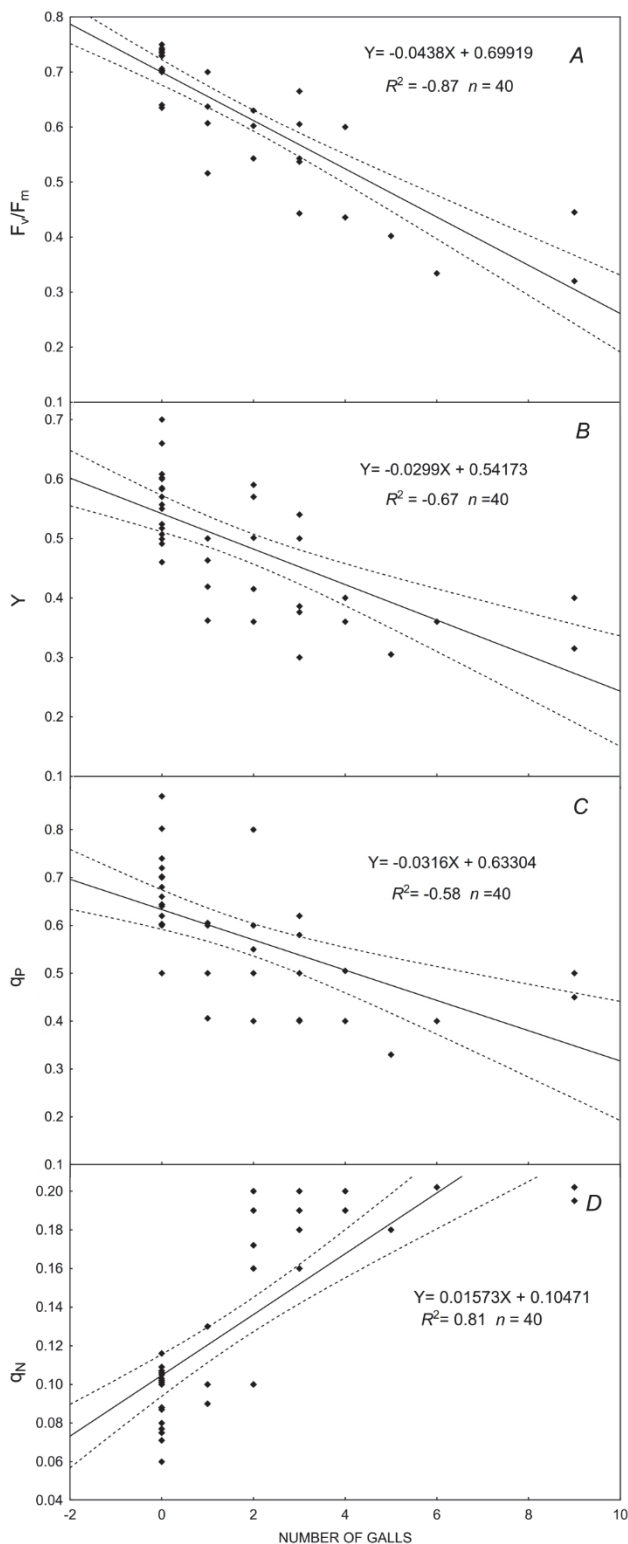 0.8
Y= -0.0438X + 0.69919
A
R² = -0.87 n = 40
0.7
0.6
0.5
Fv/Fm
0.4
0.3
0.2
0.1
0.7
B
Y= -0.0299X + 0.54173
0.6
R² = -0.67 n =40
0.5
Y
0.4
0.3
0.2
0.1
C
0.8
Y= -0.0316X + 0.63304
0.7
R²= -0.58 n =40
0.6
0.5
qP
0.4
0.3
0.2
0.1
0.20
D
0.18
0.16
0.14
Y= 0.01573X + 0.10471
0.12
R²= 0.81 n = 40
qN
0.10
0.08
0.06
0.04
-2 0 2 4 6 8 10
NUMBER OF GALLS